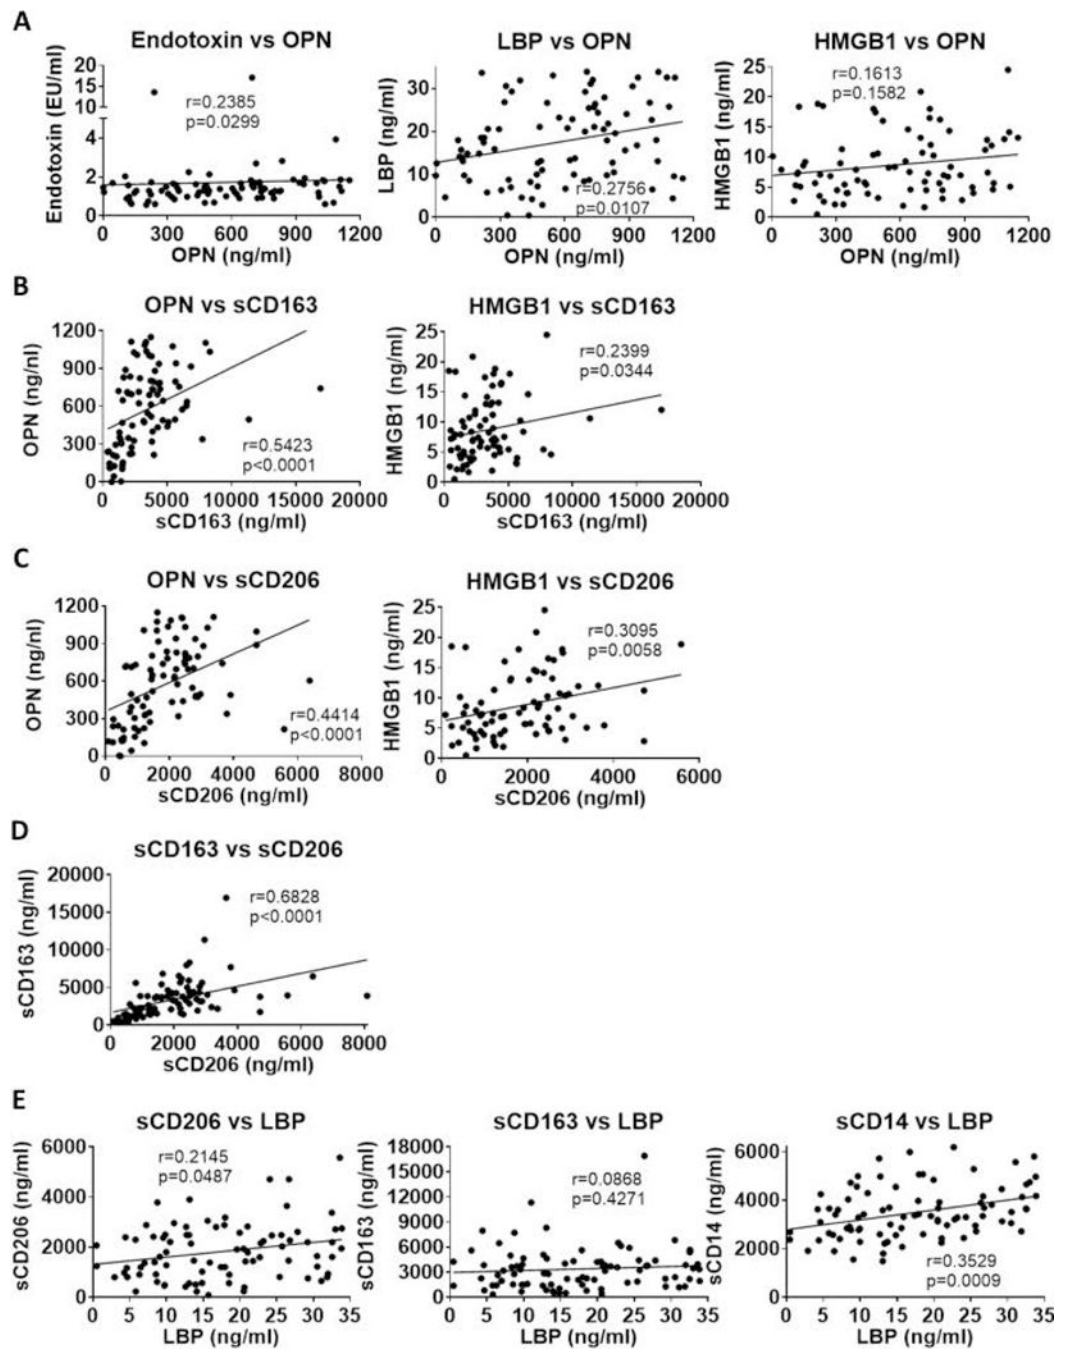 A
Endotoxin vs OPN
LBP vs OPN
HMGB1 vs OPN
Endotoxin (EU/ml)
20
15
10
4
2
0
r=0.2385
p=0.0299
0 300 600 900 1200
OPN (ng/ml)
LBP (ng/ml)
30
20
10
0
r=0.2756
p=0.0107
0 300 600 900 1200
OPN (ng/ml)
HMGB1 (ng/ml)
25
20
15
10
5
0
r=0.1613
p=0.1582
0 300 600 900 1200
OPN (ng/ml)
B
OPN vs sCD163
HMGB1 vs sCD163
OPN (ng/nl)
1200
900
600
300
0
r=0.5423
p<0.0001
0 5000 10000 15000 20000
sCD163 (ng/ml)
HMGB1 (ng/ml)
25
20
15
10
5
0
r=0.2399
p=0.0344
0 5000 10000 15000 20000
sCD163 (ng/ml)
C
OPN vs sCD206
HMGB1 vs sCD206
OPN (ng/nl)
1200
900
600
300
0
r=0.4414
p<0.0001
0 2000 4000 6000 8000
sCD206 (ng/ml)
HMGB1 (ng/ml)
25
20
15
10
5
0
r=0.3095
p=0.0058
0 2000 4000 6000
sCD206 (ng/ml)
D
sCD163 vs sCD206
sCD163 (ng/ml)
20000
15000
10000
5000
0
r=0.6828
p<0.0001
0 2000 4000 6000 8000
sCD206 (ng/ml)
E
sCD206 vs LBP
sCD163 vs LBP
sCD14 vs LBP
sCD206 (ng/ml)
6000
4000
2000
0
r=0.2145
p=0.0487
0 5 10 15 20 25 30 35
LBP (ng/ml)
sCD163 (ng/ml)
18000
15000
12000
9000
6000
3000
0
r=0.0868
p=0.4271
0 5 10 15 20 25 30 35
LBP (ng/ml)
sCD14 (ng/ml)
6000
4000
2000
0
r=0.3529
p=0.0009
0 5 10 15 20 25 30 35
LBP (ng/ml)